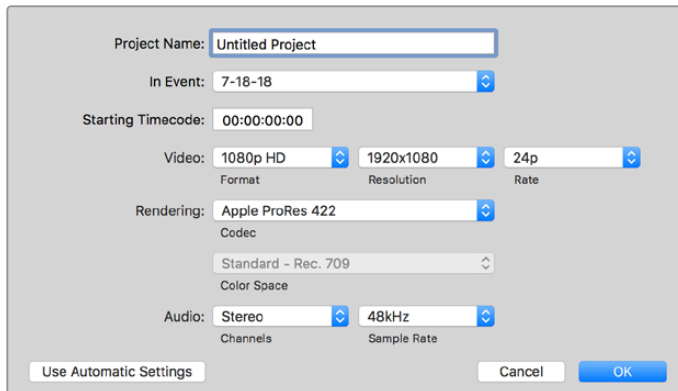 Project Name: Untitled Project
In Event: 7-18-18
Starting Timecode: 00:00:00:00
Video: 1080p HD 1920x1080 24p
Format Resolution Rate
Rendering: Apple ProRes 422
Codec
Standard - Rec. 709
Color Space
Audio: Stereo 48kHz
Channels Sample Rate
Use Automatic Settings Cancel OK